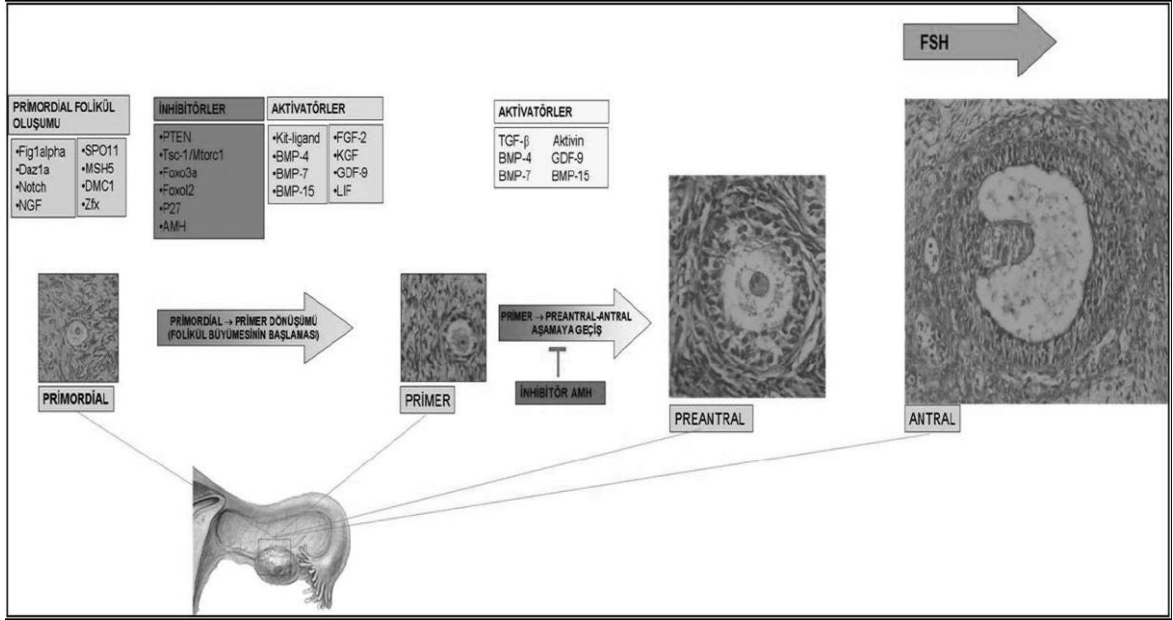 FSH
PRİMORDİAL FOLİKÜL
OLUŞUMU
•Fig1alpha
•Daz1a
•Notch
•NGF
•SPO11
•MSH5
•DMC1
•Zfx
İNHİBİTÖRLER
•PTEN
•Tsc-1/Mtorc1
•Foxo3a
•Foxol2
•P27
•AMH
AKTİVATÖRLER
•Kit-ligand
•BMP-4
•BMP-7
•BMP-15
•FGF-2
•KGF
•GDF-9
•LIF
AKTİVATÖRLER
TGF-β Aktivin
BMP-4 GDF-9
BMP-7 BMP-15
PRİMORDİAL → PRİMER DÖNÜŞÜMÜ
(FOLİKÜL BÜYÜMESİNİN BAŞLAMASI)
PRİMER → PREANTRAL-ANTRAL
AŞAMAYA GEÇİŞ
İNHİBİTÖR AMH
PRİMORDİAL
PRİMER
PREANTRAL
ANTRAL